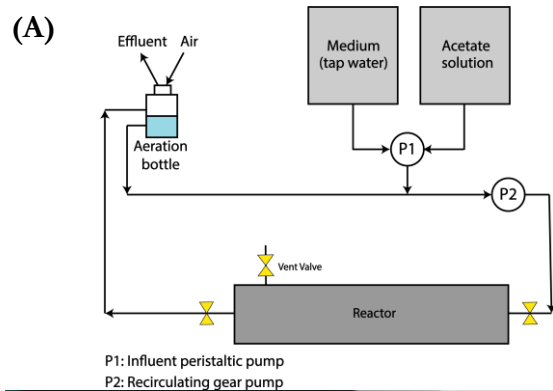 (A)
Effluent Air
Medium
(tap water)
Acetate
solution
Aeration
bottle
P1
P2
Vent Valve
Reactor
P1: Influent peristaltic pump
P2: Recirculating gear pump